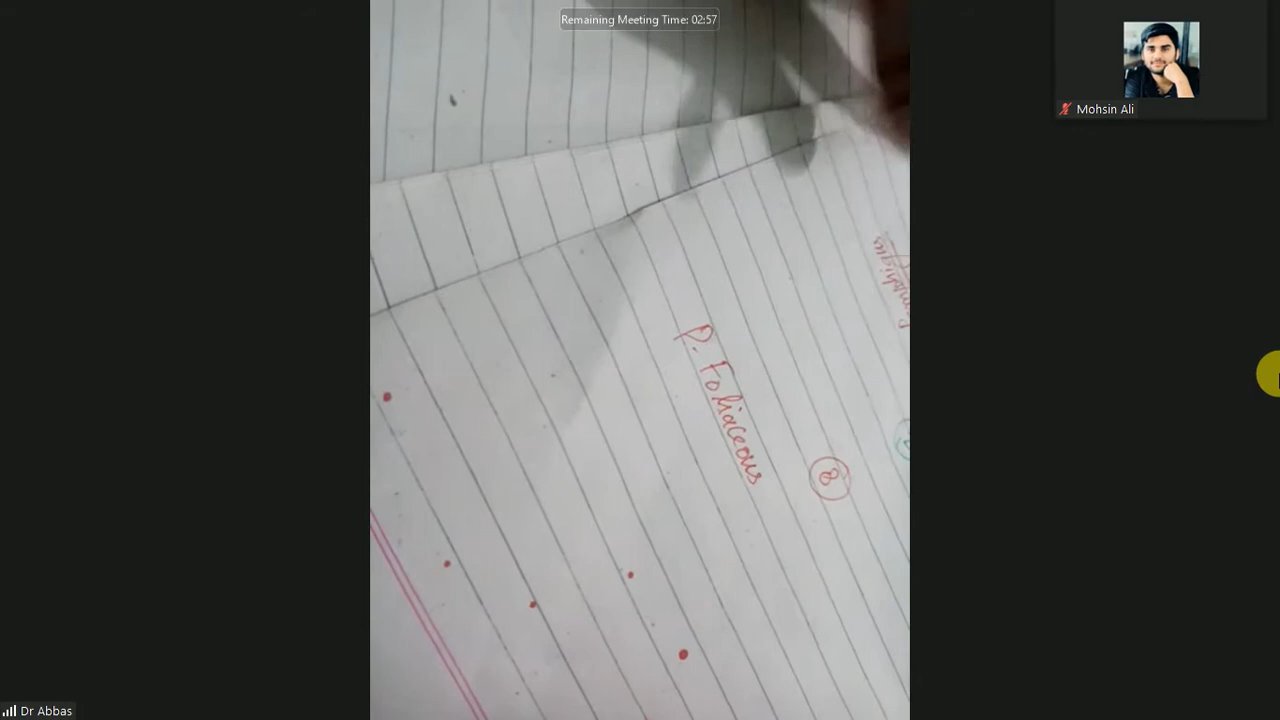 Remaining Meeting Time: 02:57
Mohsin Ali
P. Foliaceous
8
Dr Abbas